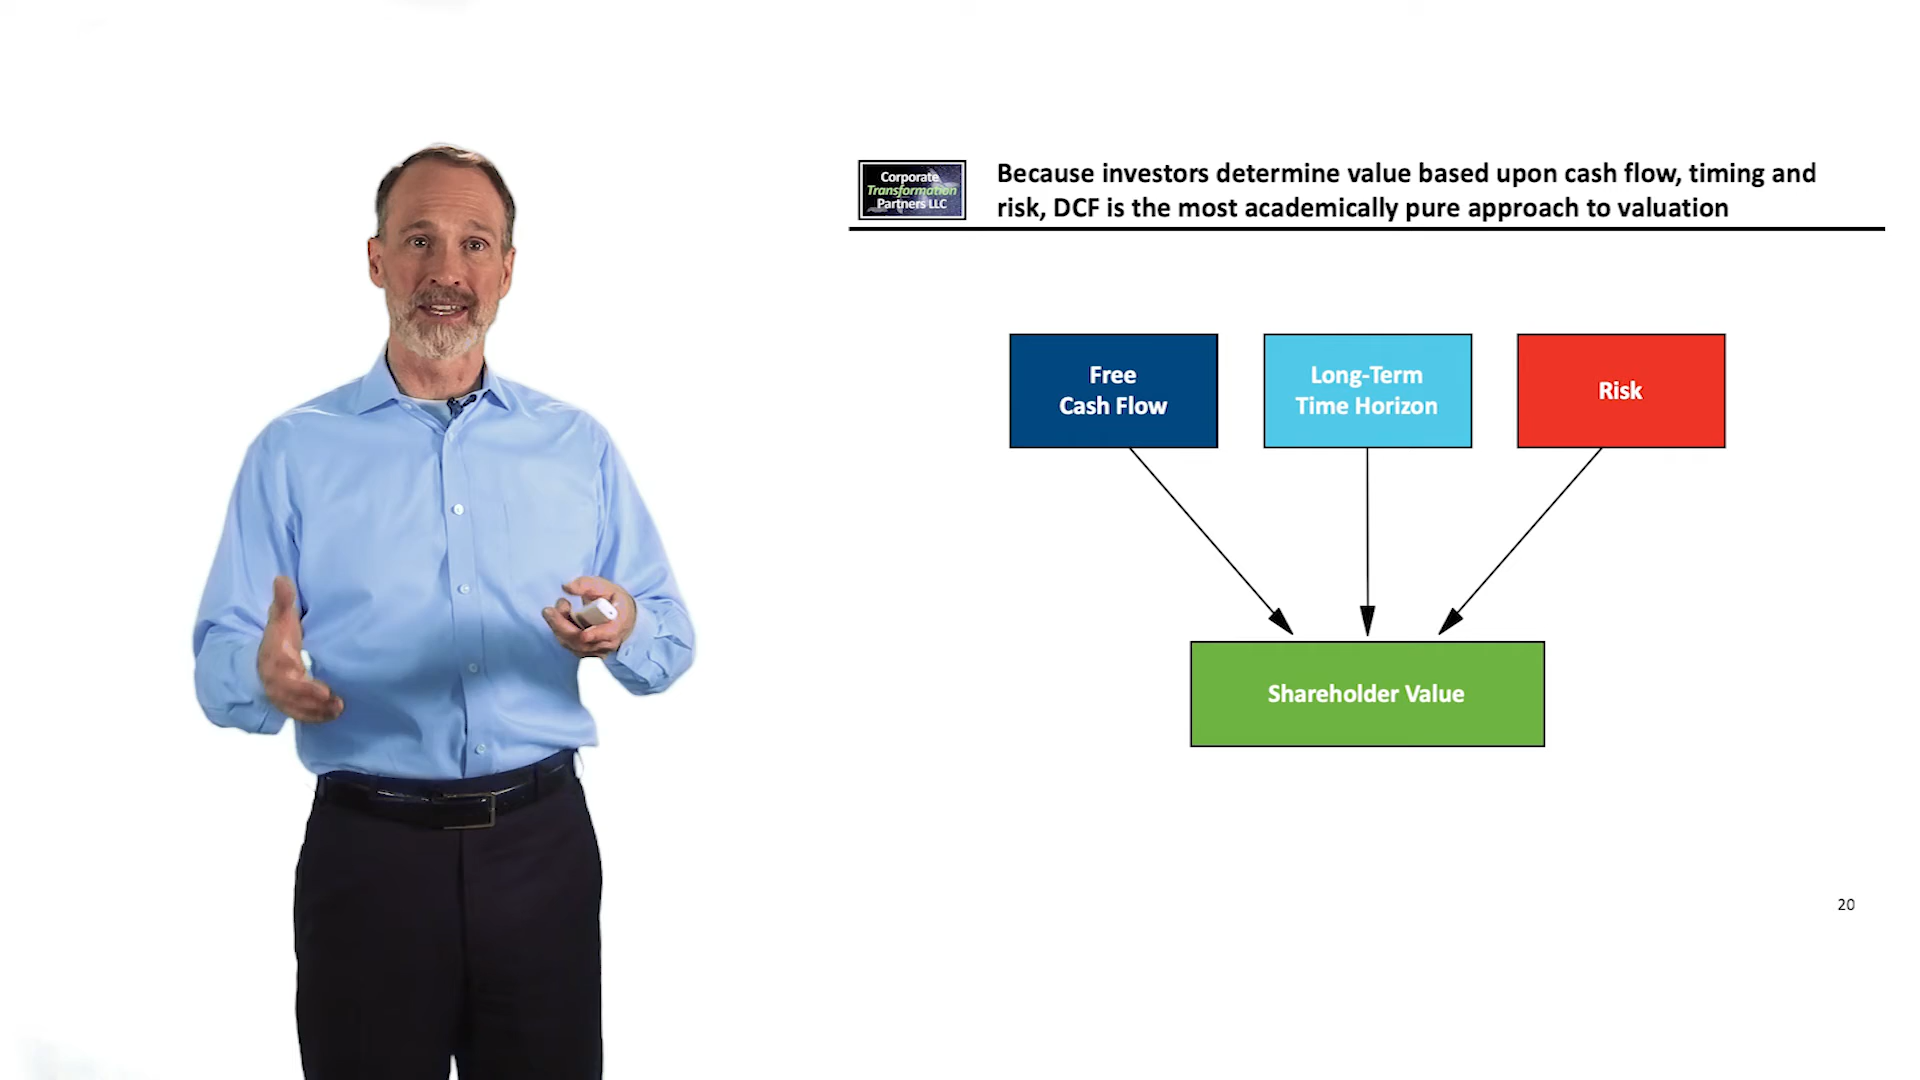 Corporate
Transformation
Partners LLC
Because investors determine value based upon cash flow, timing and
risk, DCF is the most academically pure approach to valuation
Free
Cash Flow
Long-Term
Time Horizon
Risk
Shareholder Value
20